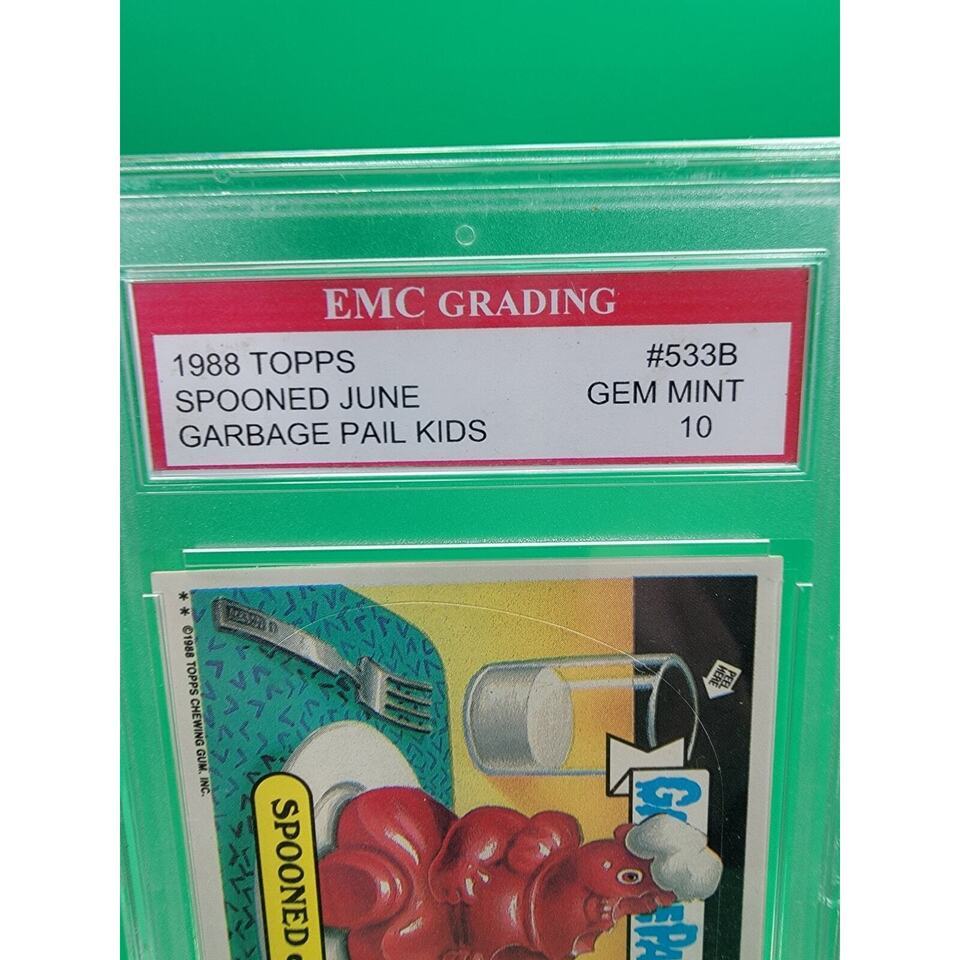 EMC GRADING
1988 TOPPS
#533B
SPOONED JUNE
GEM MINT
GARBAGE PAIL KIDS
10
** ©1988 TOPPS CHEWING GUM, INC.
PEEL HERE
SPOONED